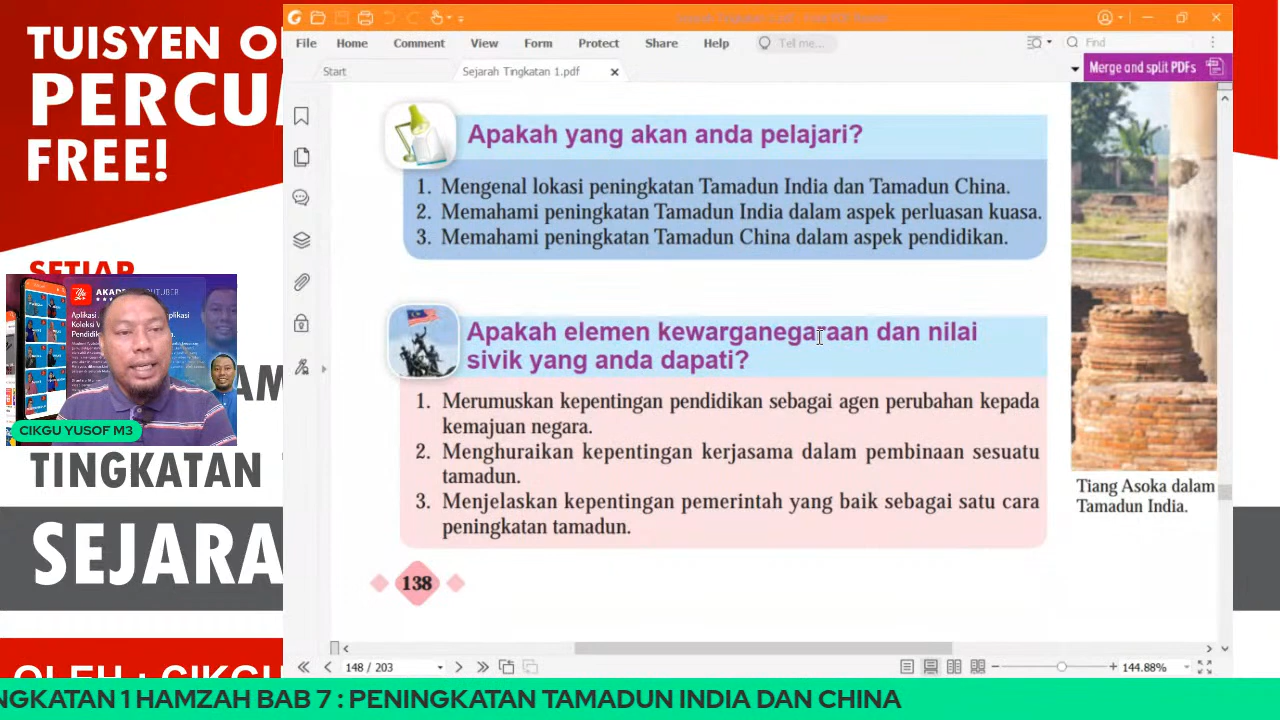 TUISYEN O
PERCU
FREE!
SETIAP
AM
TINGKATAN
SEJARA
OLEH : CIKGU
AKADE
YOUTUBER
Aplikasi
Koleksi V
Pendidik
CIKGU YUSOF M3
File Home Comment View Form Protect Share Help Tell me... Find
Start Sejarah Tingkatan 1.pdf Merge and split PDFs
Apakah yang akan anda pelajari?
1. Mengenal lokasi peningkatan Tamadun India dan Tamadun China.
2. Memahami peningkatan Tamadun India dalam aspek perluasan kuasa.
3. Memahami peningkatan Tamadun China dalam aspek pendidikan.
Apakah elemen kewarganegaraan dan nilai
sivik yang anda dapati?
1. Merumuskan kepentingan pendidikan sebagai agen perubahan kepada
kemajuan negara.
2. Menghuraikan kepentingan kerjasama dalam pembinaan sesuatu
tamadun.
3. Menjelaskan kepentingan pemerintah yang baik sebagai satu cara
peningkatan tamadun.
Tiang Asoka dalam
Tamadun India.
138
148 / 203 144.88%
NGKATAN 1 HAMZAH BAB 7 : PENINGKATAN TAMADUN INDIA DAN CHINA